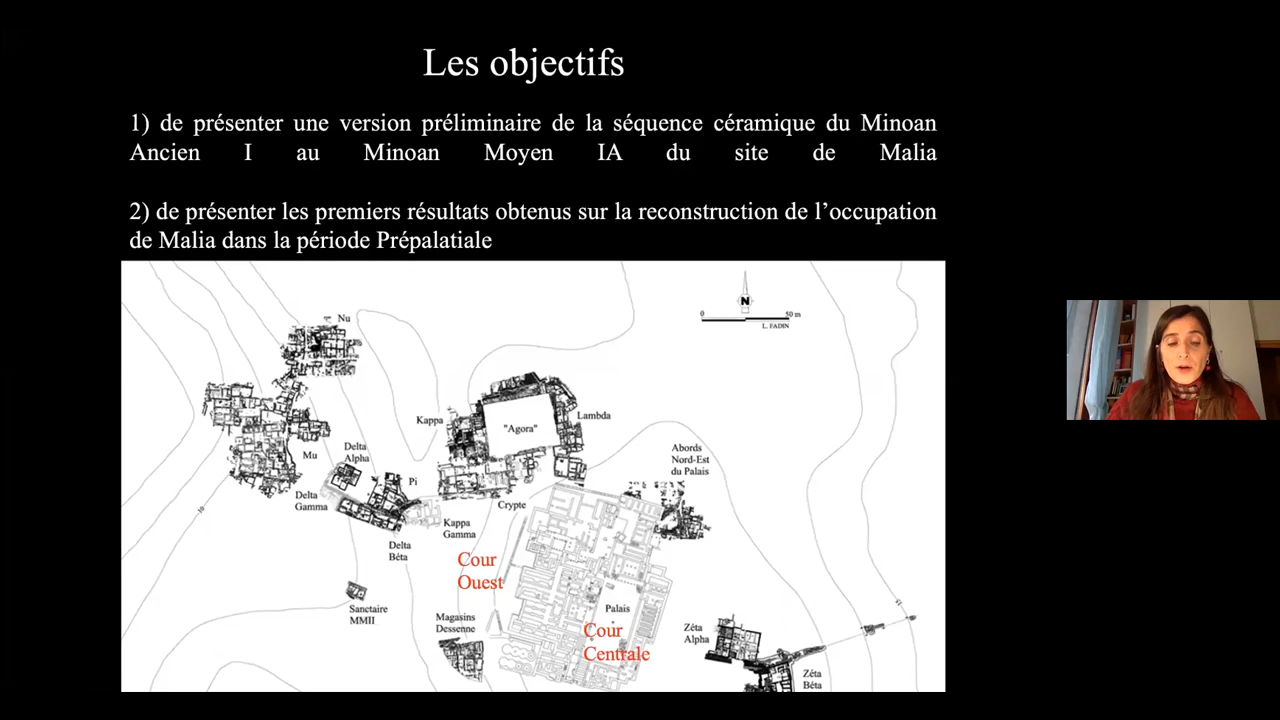 Les objectifs
1) de présenter une version préliminaire de la séquence céramique du Minoan
Ancien I au Minoan Moyen IA du site de Malia
2) de présenter les premiers résultats obtenus sur la reconstruction de l’occupation
de Malia dans la période Prépalatiale
N
0 50 m
L. FADIN
Nu
Kappa
"Agora"
Lambda
Mu
Delta
Alpha
Abords
Nord-Est
du Palais
Pi
Delta
Gamma
Crypte
Kappa
Gamma
Delta
Bêta
Cour
Ouest
Sanctaire
MMII
Magasins
Dessenne
Palais
Cour
Centrale
Zéta
Alpha
Zéta
Bêta